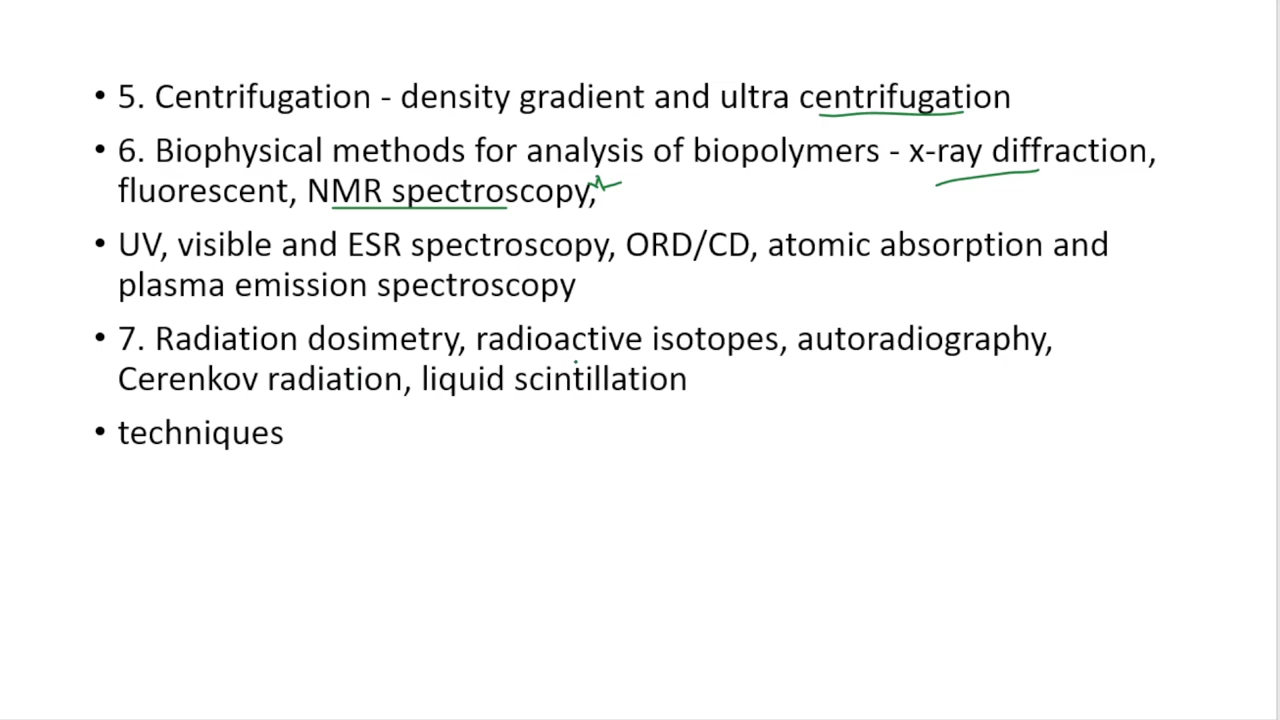 • 5. Centrifugation - density gradient and ultra centrifugation
• 6. Biophysical methods for analysis of biopolymers - x-ray diffraction,
fluorescent, NMR spectroscopy,
• UV, visible and ESR spectroscopy, ORD/CD, atomic absorption and
plasma emission spectroscopy
• 7. Radiation dosimetry, radioactive isotopes, autoradiography,
Cerenkov radiation, liquid scintillation
• techniques